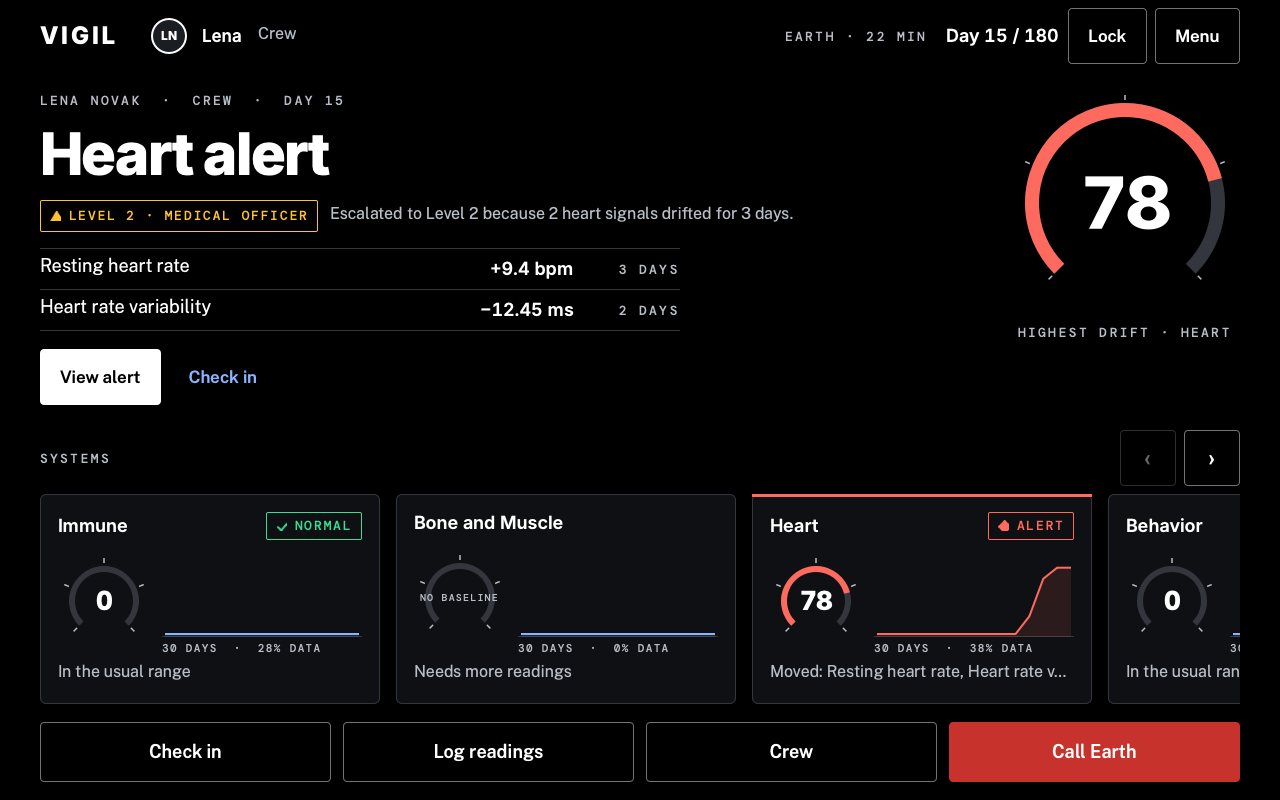 VIGIL LN Lena Crew EARTH · 22 MIN Day 15 / 180 Lock Menu
LENA NOVAK · CREW · DAY 15
Heart alert
LEVEL 2 · MEDICAL OFFICER Escalated to Level 2 because 2 heart signals drifted for 3 days.
Resting heart rate +9.4 bpm 3 DAYS
Heart rate variability −12.45 ms 2 DAYS
View alert Check in
78
HIGHEST DRIFT · HEART
SYSTEMS ‹ ›
Immune NORMAL
0
30 DAYS · 28% DATA
In the usual range
Bone and Muscle
NO BASELINE
30 DAYS · 0% DATA
Needs more readings
Heart ALERT
78
30 DAYS · 38% DATA
Moved: Resting heart rate, Heart rate v...
Behavior
0
In the usual ran
Check in Log readings Crew Call Earth